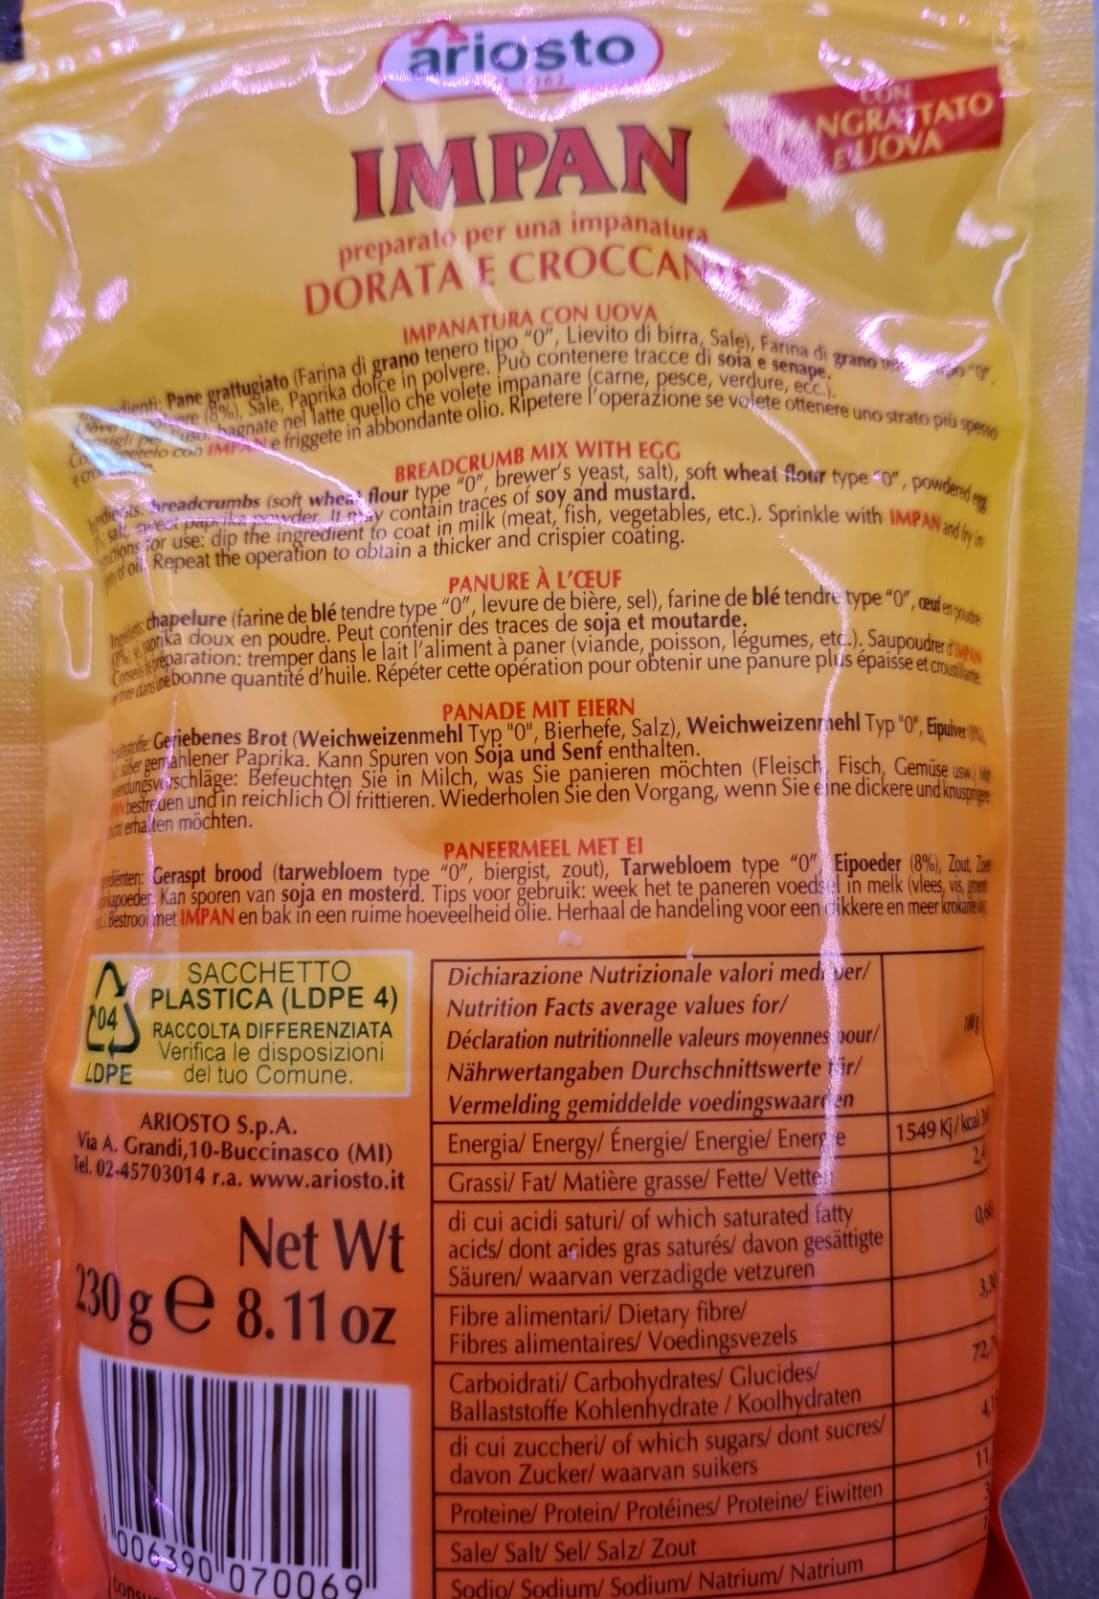 ariosto
CON
ANGRATTATO
E UOVA
IMPAN
preparato per una impanatura
DORATA E CROCCAN
IMPANATURA CON UOVA
Pane grattugiato (Farina di grano tenero tipo "0", Lievito di birra, Sale), Farina di grano "0",
(8%), Sale, Paprika dolce in polvere. Può contenere tracce di soia e senape.
Consigli per l'uso: bagnate nel latte quello che volete impanare (carne, pesce, verdure, ecc.).
con IMPAN e friggete in abbondante olio. Ripetere l'operazione se volete ottenere uno strato più spesso
BREADCRUMB MIX WITH EGG
breadcrumbs (soft wheat flour type "0", brewer's yeast, salt), soft wheat flour type "0", powdered egg
salt, sweet paprika powder. It may contain traces of soy and mustard.
for use: dip the ingredient to coat in milk (meat, fish, vegetables, etc.). Sprinkle with IMPAN and fry in
of oil. Repeat the operation to obtain a thicker and crispier coating.
PANURE À L'ŒUF
chapelure (farine de blé tendre type "0", levure de bière, sel), farine de blé tendre type "0", œuf en poudre
paprika doux en poudre. Peut contenir des traces de soja et moutarde.
préparation: tremper dans le lait l'aliment à paner (viande, poisson, légumes, etc.). Saupoudrer d'IMPAN
dans une bonne quantité d'huile. Répéter cette opération pour obtenir une panure plus épaisse et croustillante.
PANADE MIT EIERN
Geriebenes Brot (Weichweizenmehl Typ "0", Bierhefe, Salz), Weichweizenmehl Typ "0", Eipulver
gemahlener Paprika. Kann Spuren von Soja und Senf enthalten.
Befeuchten Sie in Milch, was Sie panieren möchten (Fleisch, Fisch, Gemüse usw.)
bestreuen und in reichlich Öl frittieren. Wiederholen Sie den Vorgang, wenn Sie eine dickere und knusprige
erhalten möchten.
PANEERMEEL MET EI
Geraspt brood (tarwebloem type "0", biergist, zout), Tarwebloem type "0", Eipoeder (8%), Zout,
Kan sporen van soja en mosterd. Tips voor gebruik: week het te paneren voedsel in melk (vlees, vis,
Bestrooi met IMPAN en bak in een ruime hoeveelheid olie. Herhaal de handeling voor een dikkere en meer
04
LDPE
SACCHETTO
PLASTICA (LDPE 4)
RACCOLTA DIFFERENZIATA
Verifica le disposizioni
del tuo Comune.
ARIOSTO S.p.A.
Via A. Grandi,10-Buccinasco (MI)
Tel. 02-45703014 r.a. www.ariosto.it
Net Wt
230 g e 8.11 oz
006390 070069
Dichiarazione Nutrizionale valori medi per/
Nutrition Facts average values for/
Déclaration nutritionnelle valeurs moyennes pour/
Nährwertangaben Durchschnittswerte für/
Vermelding gemiddelde voedingswaarden
Energia/ Energy/ Énergie/ Energie/ Energie 1549 Kj/kcal
Grassi/ Fat/ Matière grasse/ Fette/ Vetten
di cui acidi saturi/ of which saturated fatty
acids/ dont acides gras saturés/ davon gesättigte
Säuren/ waarvan verzadigde vetzuren
Fibre alimentari/ Dietary fibre/
Fibres alimentaires/ Voedingsvezels
Carboidrati/ Carbohydrates/ Glucides/
Ballaststoffe Kohlenhydrate / Koolhydraten
di cui zuccheri/ of which sugars/ dont sucres/
davon Zucker/ waarvan suikers
Proteine/ Protein/ Protéines/ Proteine/ Eiwitten
Sale/ Salt/ Sel/ Salz/ Zout
Sodio/ Sodium/ Sodium/ Natrium/ Natrium